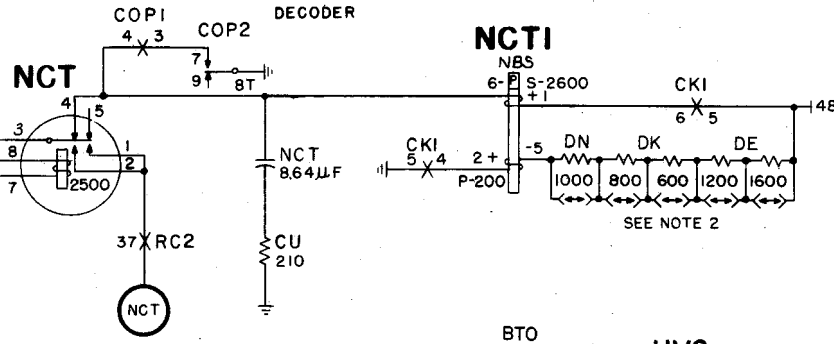 DECODER
COP1
4 3
COP2
7
9 8T
NCT
4 5
3
8
7
1
2
2500
37 RC2
NCT
NCT
8.64μF
CU
210
NCT1
NBS
6- P S-2600
+1
CK1
6 5
48
CK1
5 4
2+
P-200
-5
DN DK DE
1000 800 600 1200 1600
SEE NOTE 2
BTO